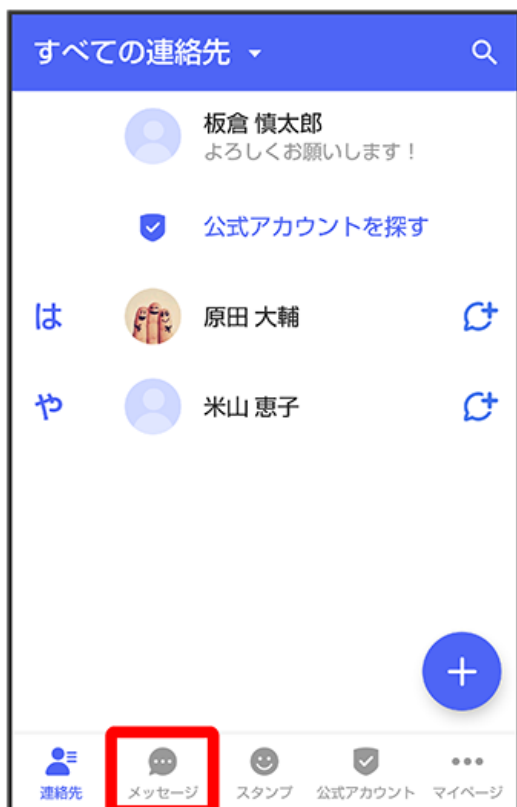 すべての連絡先
板倉 慎太郎
よろしくお願いします！
公式アカウントを探す
は
原田 大輔
や
米山 恵子
連絡先
メッセージ
スタンプ
公式アカウント
マイページ